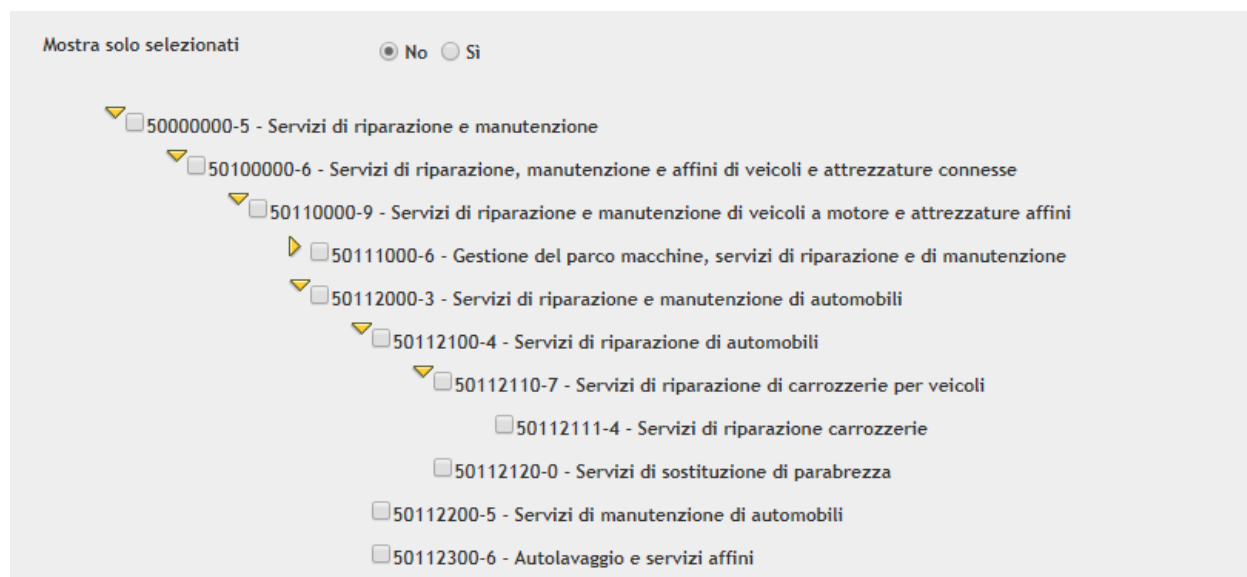 Mostra solo selezionati No Sì
50000000-5 - Servizi di riparazione e manutenzione
50100000-6 - Servizi di riparazione, manutenzione e affini di veicoli e attrezzature connesse
50110000-9 - Servizi di riparazione e manutenzione di veicoli a motore e attrezzature affini
50111000-6 - Gestione del parco macchine, servizi di riparazione e di manutenzione
50112000-3 - Servizi di riparazione e manutenzione di automobili
50112100-4 - Servizi di riparazione di automobili
50112110-7 - Servizi di riparazione di carrozzerie per veicoli
50112111-4 - Servizi di riparazione carrozzerie
50112120-0 - Servizi di sostituzione di parabrezza
50112200-5 - Servizi di manutenzione di automobili
50112300-6 - Autolavaggio e servizi affini